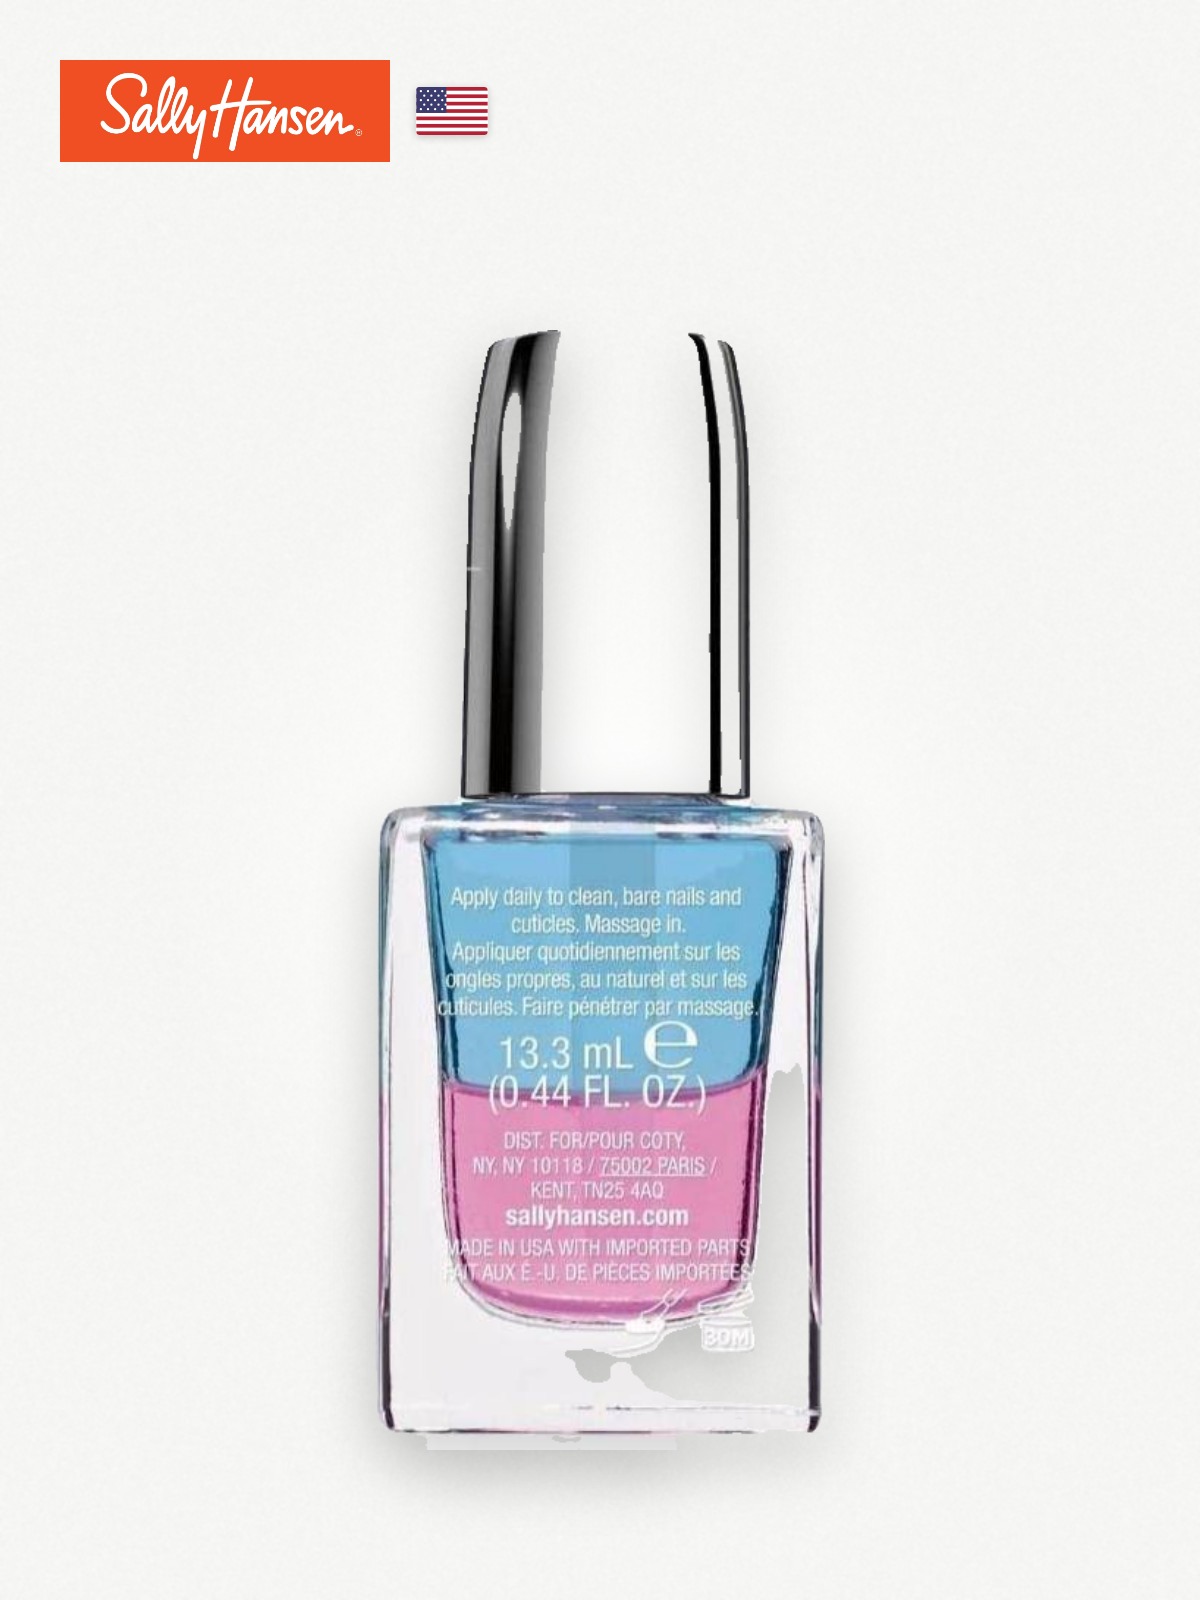 Sally Hansen®
Apply daily to clean, bare nails and
cuticles. Massage in.
Appliquer quotidiennement sur les
ongles propres, au naturel et sur les
cuticules. Faire pénétrer par massage.
13.3 mL ℮
(0.44 FL. OZ.)
DIST. FOR/POUR COTY,
NY, NY 10118 / 75002 PARIS /
KENT, TN25 4AQ
sallyhansen.com
MADE IN USA WITH IMPORTED PARTS
FAIT AUX É.-U. DE PIÈCES IMPORTÉES
30M